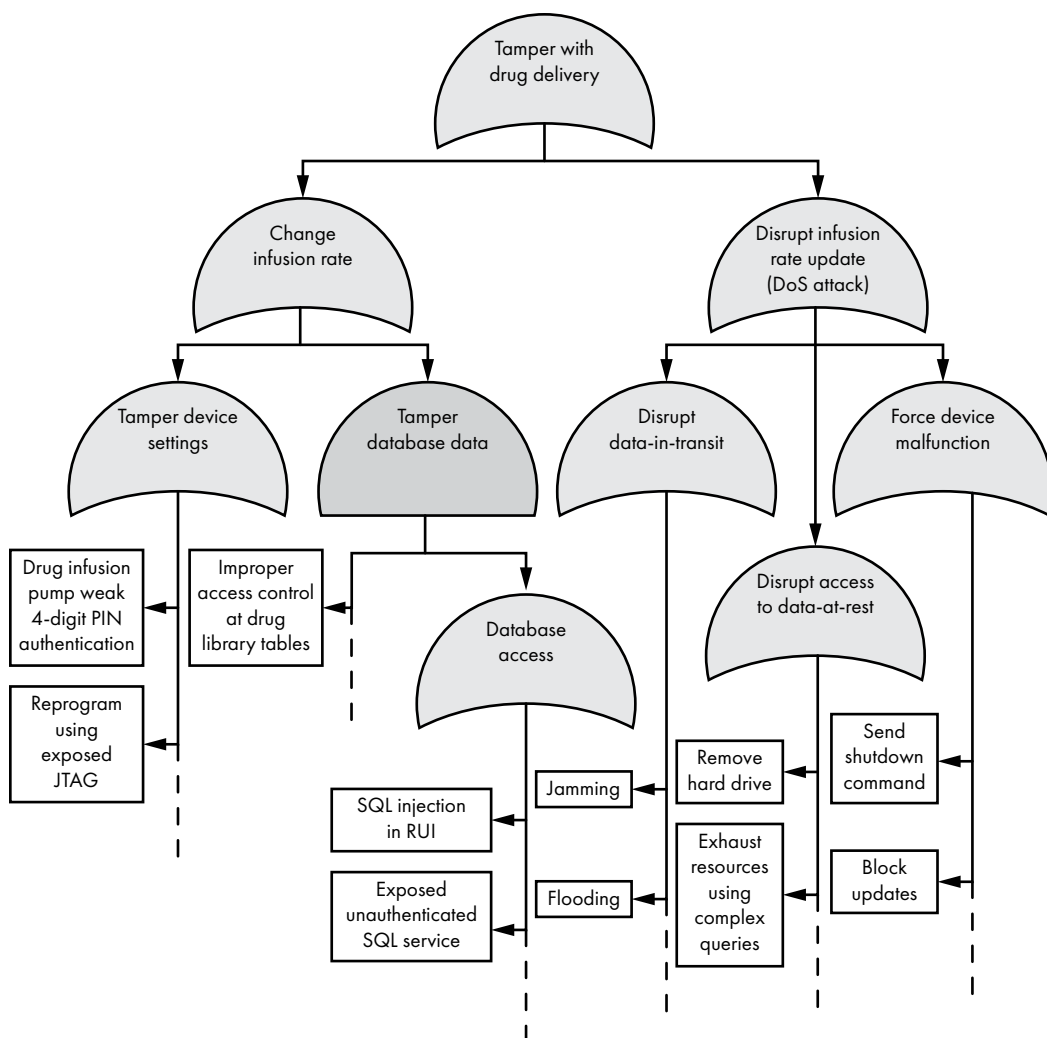 Tamper with
drug delivery
Change
infusion rate
Disrupt infusion
rate update
(DoS attack)
Tamper device
settings
Tamper
database data
Disrupt
data-in-transit
Force device
malfunction
Drug infusion
pump weak
4-digit PIN
authentication
Improper
access control
at drug
library tables
Database
access
Disrupt access
to data-at-rest
Reprogram
using
exposed
JTAG
SQL injection
in RUI
Jamming
Remove
hard drive
Send
shutdown
command
Exposed
unauthenticated
SQL service
Flooding
Exhaust
resources
using
complex
queries
Block
updates